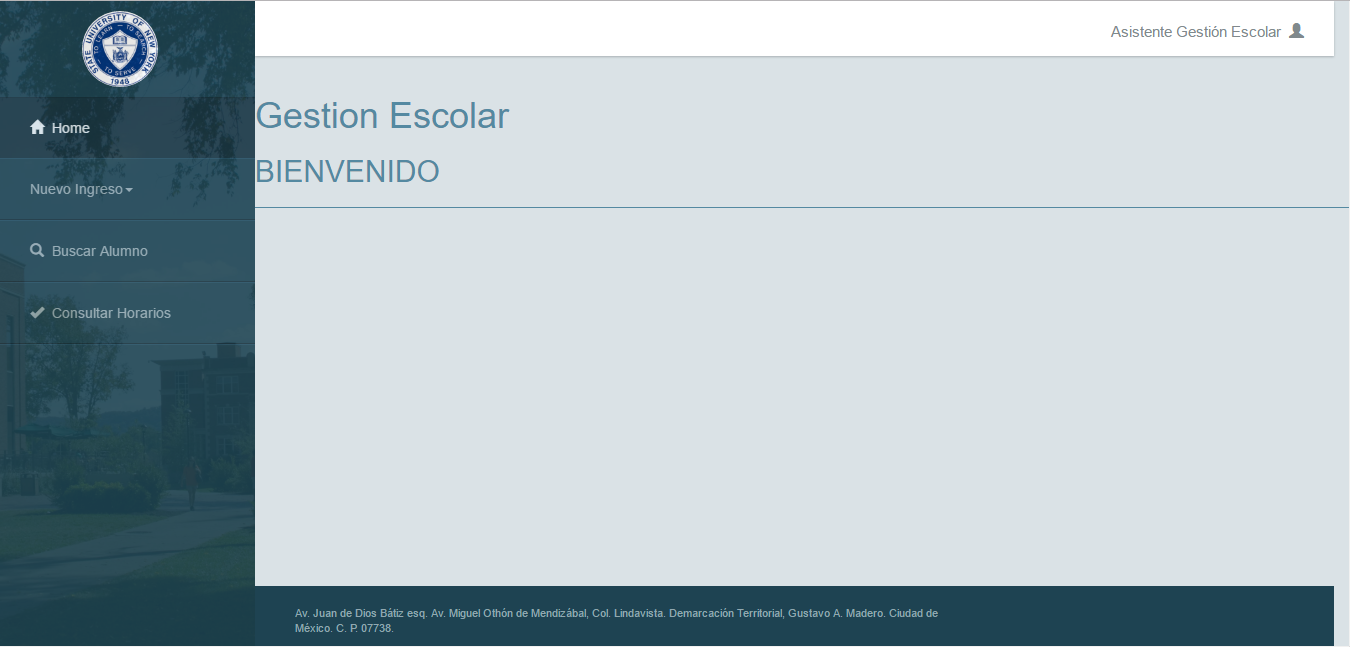 STATE UNIVERSITY OF NEW YORK
TO LEARN — TO SEARCH
TO SERVE
1948
Asistente Gestión Escolar
Home
Nuevo Ingreso
Buscar Alumno
Consultar Horarios
Gestion Escolar
BIENVENIDO
Av. Juan de Dios Bátiz esq. Av. Miguel Othón de Mendizábal, Col. Lindavista. Demarcación Territorial, Gustavo A. Madero. Ciudad de
México. C. P. 07738.